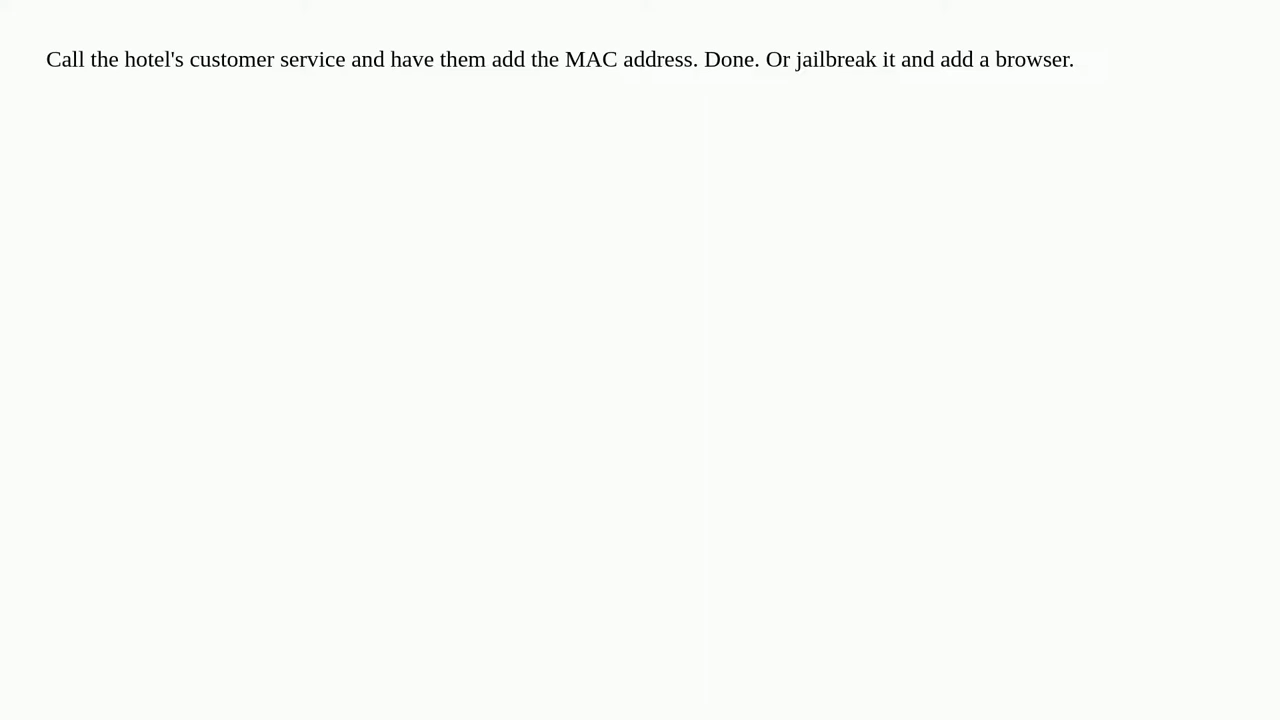 Call the hotel's customer service and have them add the MAC address. Done. Or jailbreak it and add a browser.